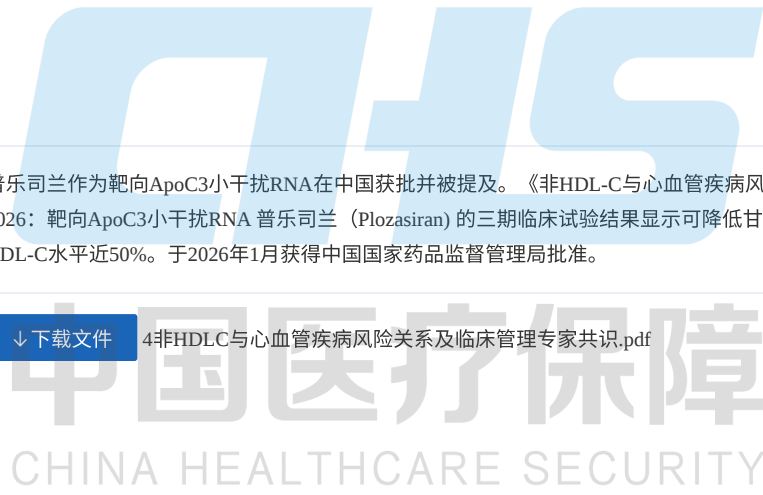 普乐司兰作为靶向ApoC3小干扰RNA在中国获批并被提及。《非HDL-C与心血管疾病风
026：靶向ApoC3小干扰RNA 普乐司兰（Plozasiran) 的三期临床试验结果显示可降低甘
DL-C水平近50%。于2026年1月获得中国国家药品监督管理局批准。
↓下载文件 4非HDLC与心血管疾病风险关系及临床管理专家共识.pdf
中国医疗保障
CHINA HEALTHCARE SECURITY